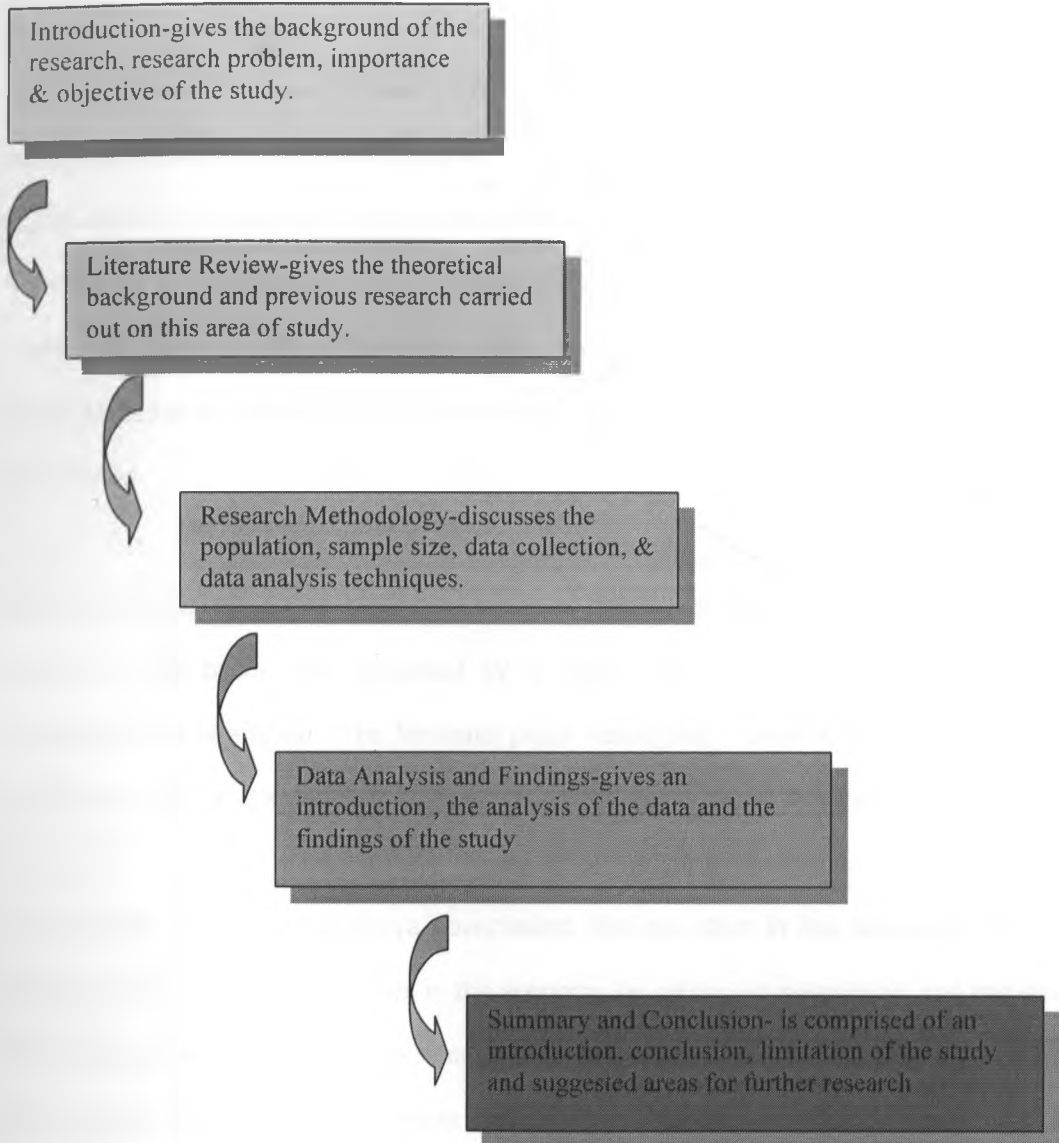 Introduction-gives the background of the
research, research problem, importance
& objective of the study.
Literature Review-gives the theoretical
background and previous research carried
out on this area of study.
Research Methodology-discusses the
population, sample size, data collection, &
data analysis techniques.
Data Analysis and Findings-gives an
introduction , the analysis of the data and the
findings of the study
Summary and Conclusion- is comprised of an
introduction, conclusion, limitation of the study
and suggested areas for further research